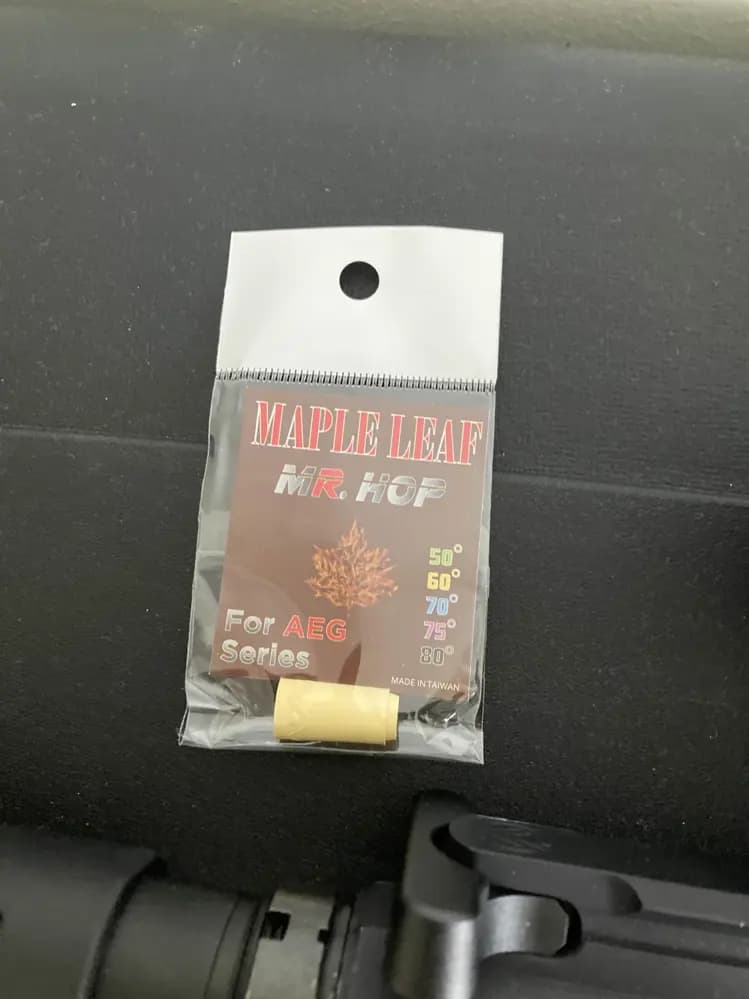 MAPLE LEAF
MR. HOP
50°
60°
70°
75°
80°
For AEG
Series
MADE IN TAIWAN